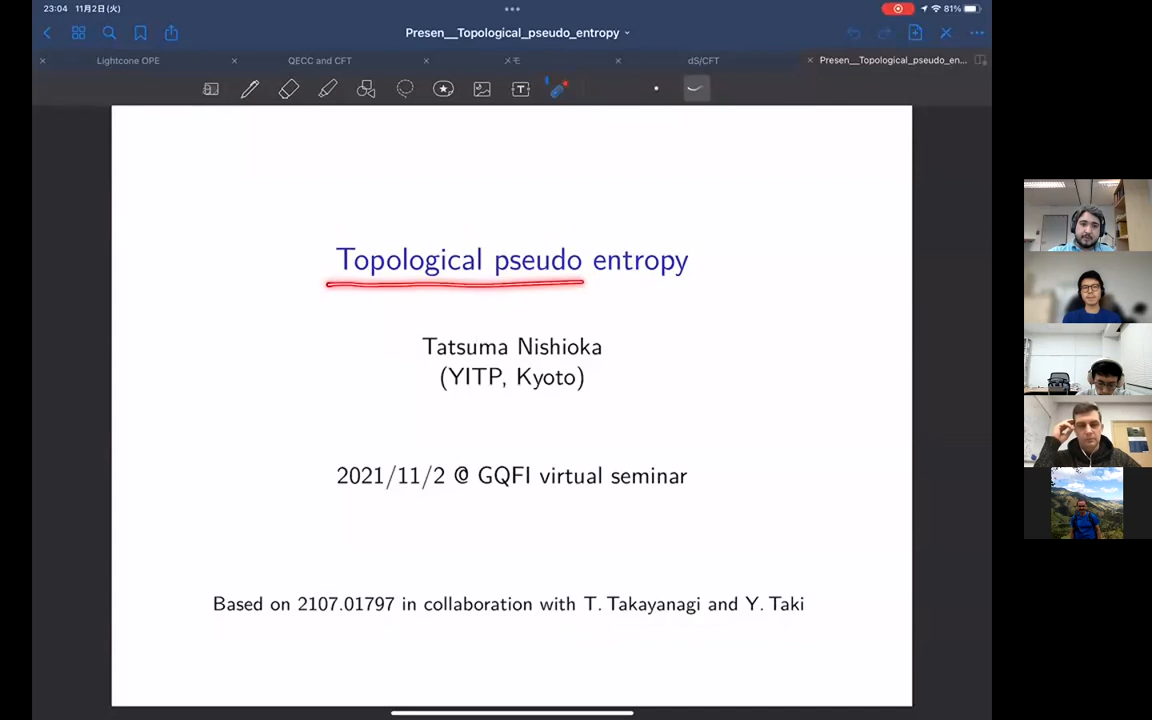 23:04 11月2日(火)
81%
Presen__Topological_pseudo_entropy
Lightcone OPE
QECC and CFT
メモ
dS/CFT
Presen__Topological_pseudo_en...
Topological pseudo entropy
Tatsuma Nishioka
(YITP, Kyoto)
2021/11/2 @ GQFI virtual seminar
Based on 2107.01797 in collaboration with T. Takayanagi and Y. Taki